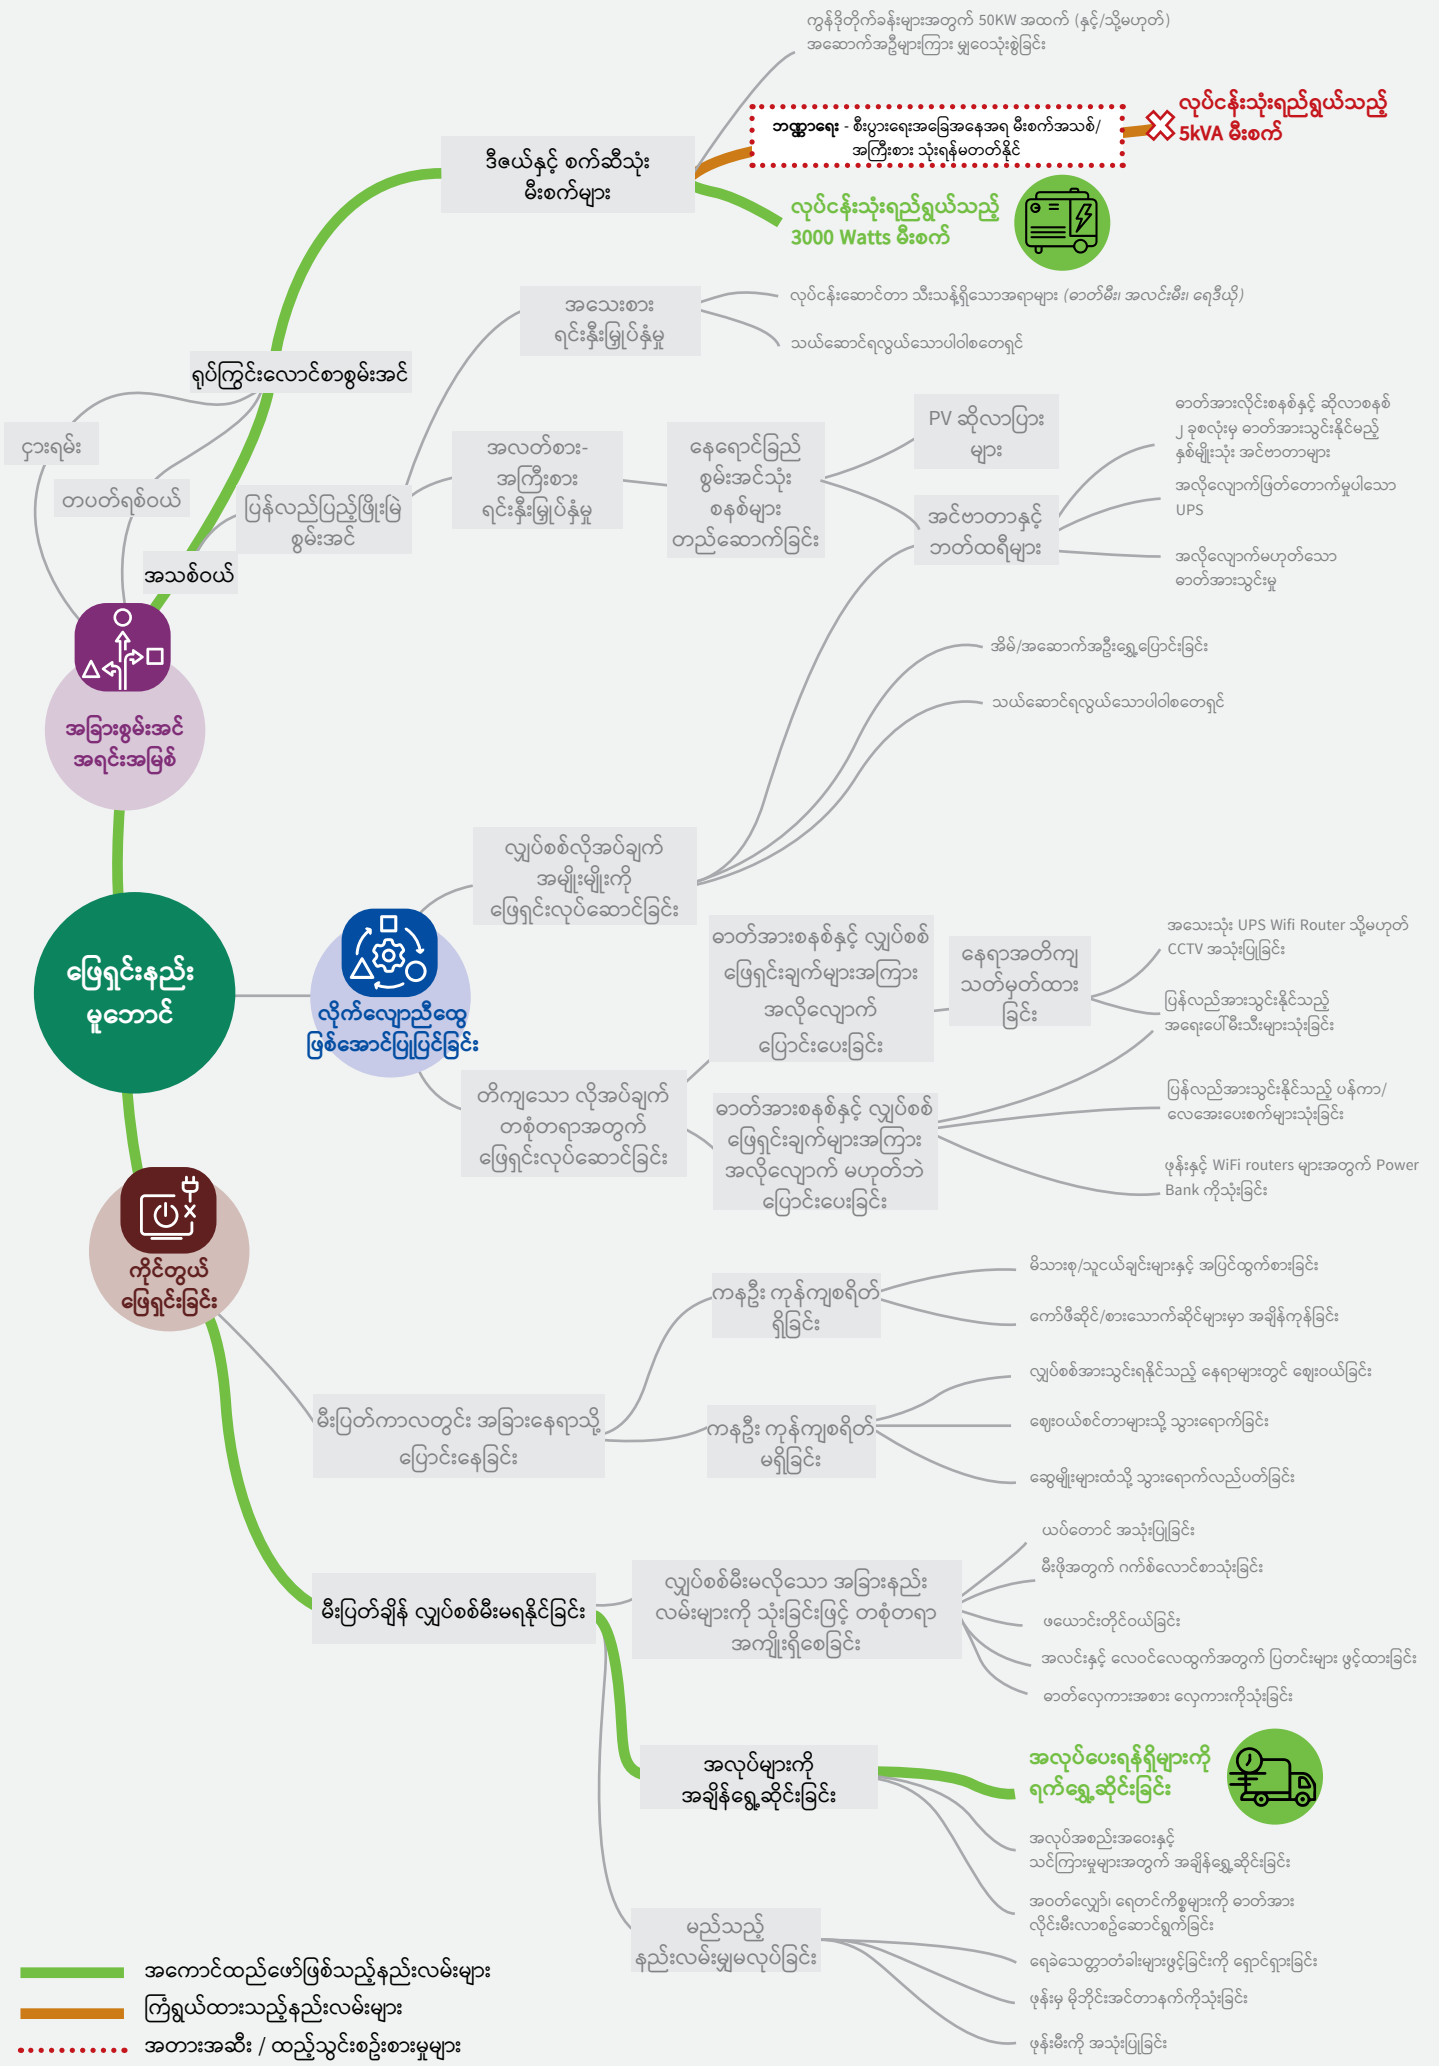 ကွန်ဒိုတိုက်ခန်းများအတွက် 50KW အထက် (နှင့်/သို့မဟုတ်)
အဆောက်အဦများကြား မျှဝေသုံးစွဲခြင်း
လုပ်ငန်းသုံးရည်ရွယ်သည့်
5kVA မီးစက်
ဘဏ္ဍာရေး - စီးပွားရေးအခြေအနေအရ မီးစက်အသစ်/
အကြီးစား သုံးရန်မတတ်နိုင်
ဒီဇယ်နှင့် စက်ဆီသုံး
မီးစက်များ
လုပ်ငန်းသုံးရည်ရွယ်သည့်
3000 Watts မီးစက်
အသေးစား
ရင်းနှီးမြှုပ်နှံမှု
လုပ်ငန်းဆောင်တာ သီးသန့်ရှိသောအရာများ (ဓာတ်မီး၊ အလင်းမီး၊ ရေဒီယို)
သယ်ဆောင်ရလွယ်သောပါဝါစတေရှင်
ရုပ်ကြွင်းလောင်စာစွမ်းအင်
ငှားရမ်း
တပတ်ရစ်ဝယ်
ပြန်လည်ပြည့်ဖြိုးမြဲ
စွမ်းအင်
အသစ်ဝယ်
အလတ်စား-
အကြီးစား
ရင်းနှီးမြှုပ်နှံမှု
နေရောင်ခြည်
စွမ်းအင်သုံး
စနစ်များ
တည်ဆောက်ခြင်း
PV ဆိုလာပြား
များ
အင်ဗာတာနှင့်
ဘတ်ထရီများ
ဓာတ်အားလိုင်းစနစ်နှင့် ဆိုလာစနစ်
၂ ခုစလုံးမှ ဓာတ်အားသွင်းနိုင်မည့်
နှစ်မျိုးသုံး အင်ဗာတာများ
အလိုလျောက်ဖြတ်တောက်မှုပါသော
UPS
အလိုလျောက်မဟုတ်သော
ဓာတ်အားသွင်းမှု
အခြားစွမ်းအင်
အရင်းအမြစ်
အိမ်/အဆောက်အဦးရွှေ့ပြောင်းခြင်း
သယ်ဆောင်ရလွယ်သောပါဝါစတေရှင်
လျှပ်စစ်လိုအပ်ချက်
အမျိုးမျိုးကို
ဖြေရှင်းလုပ်ဆောင်ခြင်း
ဖြေရှင်းနည်း
မူဘောင်
လိုက်လျောညီထွေ
ဖြစ်အောင်ပြုပြင်ခြင်း
ဓာတ်အားစနစ်နှင့် လျှပ်စစ်
ဖြေရှင်းချက်များအကြား
အလိုလျောက်
ပြောင်းပေးခြင်း
နေရာအတိကျ
သတ်မှတ်ထား
ခြင်း
အသေးသုံး UPS Wifi Router သို့မဟုတ်
CCTV အသုံးပြုခြင်း
ပြန်လည်အားသွင်းနိုင်သည့်
အရေးပေါ်မီးသီးများသုံးခြင်း
တိကျသော လိုအပ်ချက်
တစုံတရာအတွက်
ဖြေရှင်းလုပ်ဆောင်ခြင်း
ဓာတ်အားစနစ်နှင့် လျှပ်စစ်
ဖြေရှင်းချက်များအကြား
အလိုလျောက် မဟုတ်ဘဲ
ပြောင်းပေးခြင်း
ပြန်လည်အားသွင်းနိုင်သည့် ပန်ကာ/
လေအေးပေးစက်များသုံးခြင်း
ဖုန်းနှင့် WiFi routers များအတွက် Power
Bank ကိုသုံးခြင်း
ကိုင်တွယ်
ဖြေရှင်းခြင်း
ကနဦး ကုန်ကျစရိတ်
ရှိခြင်း
မိသားစု/သူငယ်ချင်းများနှင့် အပြင်ထွက်စားခြင်း
ကော်ဖီဆိုင်/စားသောက်ဆိုင်များမှာ အချိန်ကုန်ခြင်း
မီးပြတ်ကာလတွင်း အခြားနေရာသို့
ပြောင်းနေခြင်း
ကနဦး ကုန်ကျစရိတ်
မရှိခြင်း
လျှပ်စစ်အားသွင်းရနိုင်သည့် နေရာများတွင် ဈေးဝယ်ခြင်း
ဈေးဝယ်စင်တာများသို့ သွားရောက်ခြင်း
ဆွေမျိုးများထံသို့ သွားရောက်လည်ပတ်ခြင်း
မီးပြတ်ချိန် လျှပ်စစ်မီးမရနိုင်ခြင်း
လျှပ်စစ်မီးမလိုသော အခြားနည်း
လမ်းများကို သုံးခြင်းဖြင့် တစုံတရာ
အကျိုးရှိစေခြင်း
ယပ်တောင် အသုံးပြုခြင်း
မီးဖိုအတွက် ဂက်စ်လောင်စာသုံးခြင်း
ဖယောင်းတိုင်ဝယ်ခြင်း
အလင်းနှင့် လေဝင်လေထွက်အတွက် ပြတင်းများ ဖွင့်ထားခြင်း
ဓာတ်လှေကားအစား လှေကားကိုသုံးခြင်း
အလုပ်များကို
အချိန်ရွှေ့ဆိုင်းခြင်း
အလုပ်ပေးရန်ရှိများကို
ရက်ရွှေ့ဆိုင်းခြင်း
အလုပ်အစည်းအဝေးနှင့်
သင်ကြားမှုများအတွက် အချိန်ရွှေ့ဆိုင်းခြင်း
အဝတ်လျှော်၊ ရေတင်ကိစ္စများကို ဓာတ်အား
လိုင်းမီးလာစဉ်ဆောင်ရွက်ခြင်း
မည်သည့်
နည်းလမ်းမျှမလုပ်ခြင်း
ရေခဲသေတ္တာတံခါးများဖွင့်ခြင်းကို ရှောင်ရှားခြင်း
ဖုန်းမှ မိုဘိုင်းအင်တာနက်ကိုသုံးခြင်း
ဖုန်းမီးကို အသုံးပြုခြင်း
အကောင်ထည်ဖော်ဖြစ်သည့်နည်းလမ်းများ
ကြံရွယ်ထားသည့်နည်းလမ်းများ
အတားအဆီး / ထည့်သွင်းစဉ်းစားမှုများ